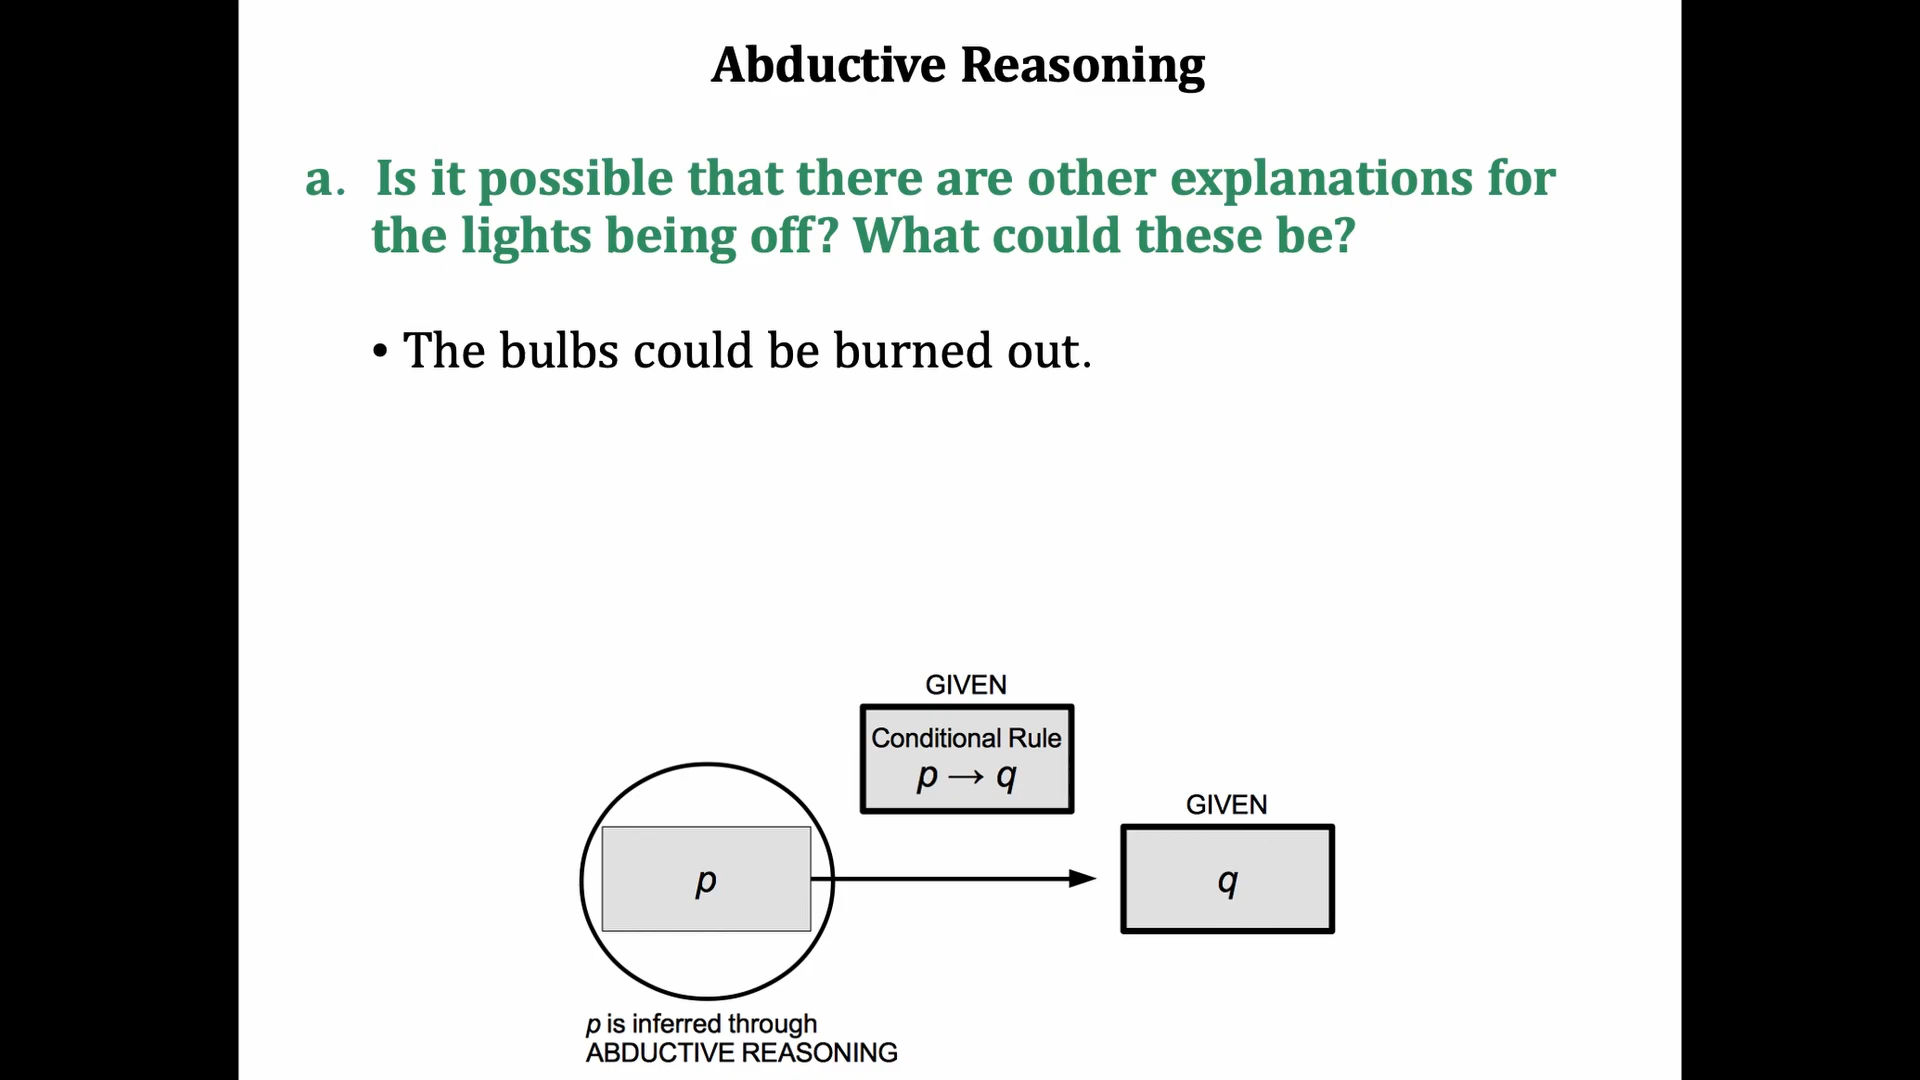 Abductive Reasoning
a. Is it possible that there are other explanations for
the lights being off? What could these be?
• The bulbs could be burned out.
GIVEN
Conditional Rule
p → q
GIVEN
p
q
p is inferred through
ABDUCTIVE REASONING